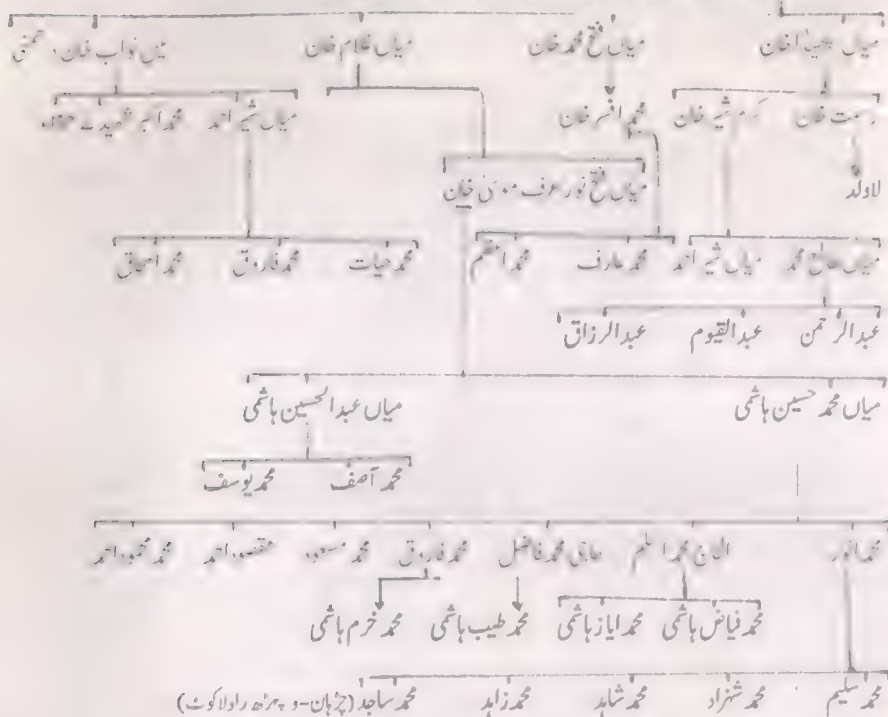 میاں خان میاں فتح محمد خان میاں غلام خان میں نواب خان
رحمت خان کرم شیر خان محمد افسر خان میاں شیر احمد محمد اکبر شہید
لاولد میاں فتح نور عرف موسیٰ خان
میاں صالح محمد میاں شیر احمد محمد عارف محمد اعظم محمد حیات محمد فاروق محمد اسحاق
عبدالرحمن عبدالقیوم عبدالرزاق
میاں محمد حسین ہاشمی میاں عبدالحسین ہاشمی
محمد آصف محمد یوسف
محمد انور الحاج محمد اسلم حاجی محمد فاضل محمد فاروق محمد مسعود مقصود احمد محمد محمود احمد
محمد فیاض ہاشمی محمد ایاز ہاشمی محمد طیب ہاشمی محمد خرم ہاشمی
محمد سلیم محمد شہزاد محمد شاہد محمد زاہد محمد ساجد (چڑہان-و راولاکوٹ)